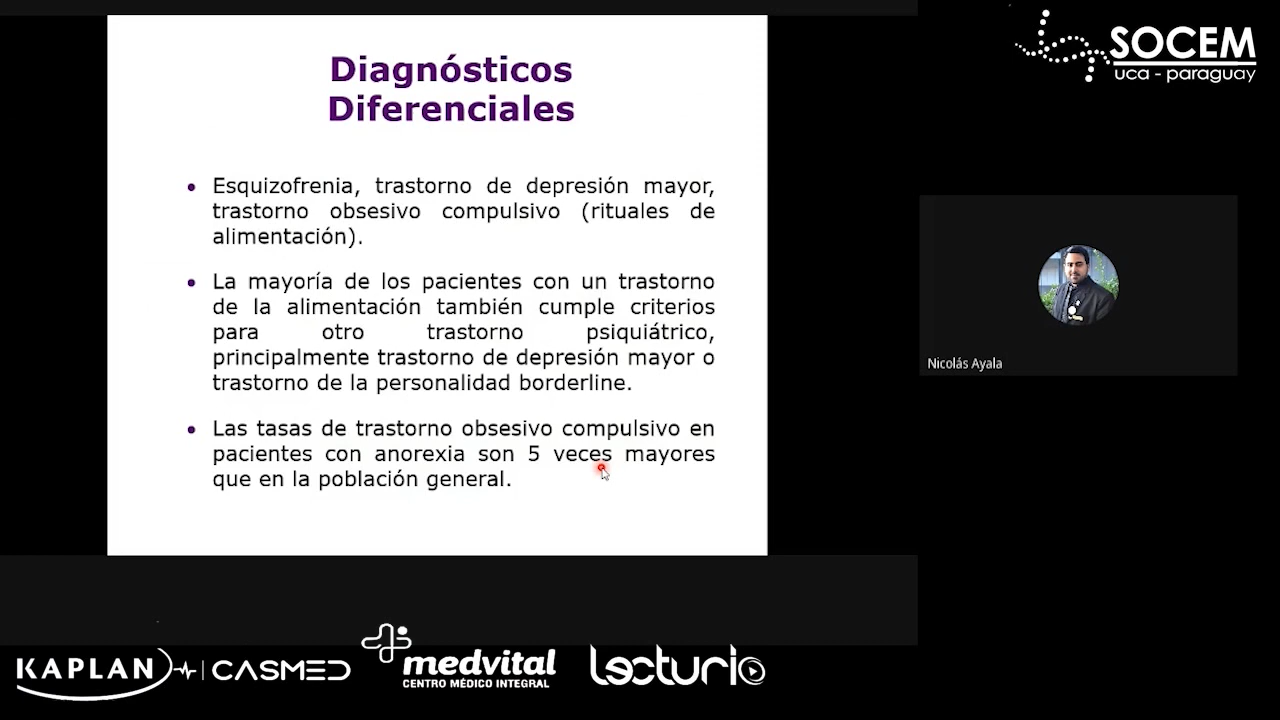 Diagnósticos
Diferenciales
• Esquizofrenia, trastorno de depresión mayor,
trastorno obsesivo compulsivo (rituales de
alimentación).
• La mayoría de los pacientes con un trastorno
de la alimentación también cumple criterios
para otro trastorno psiquiátrico,
principalmente trastorno de depresión mayor o
trastorno de la personalidad borderline.
• Las tasas de trastorno obsesivo compulsivo en
pacientes con anorexia son 5 veces mayores
que en la población general.
SOCEM
uca - paraguay
Nicolás Ayala
KAPLAN | CASMED
medvital
CENTRO MÉDICO INTEGRAL
lecturio